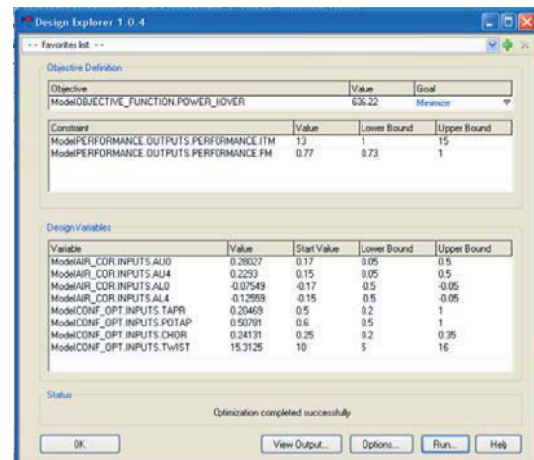 Design Explorer 1.0.4
- - favorites list - -
Objective Definition
Objective Value Goal
ModelOBJECTIVE_FUNCTION.POWER_HOVER 636.22 Minimize
Constraint Value Lower Bound Upper Bound
ModelPERFORMANCE.OUTPUTS.PERFORMANCE.ITM 13 1 15
ModelPERFORMANCE.OUTPUTS.PERFORMANCE.FM 0.77 0.73 1
Design Variables
Variable Value Start Value Lower Bound Upper Bound
ModelAIR_COR.INPUTS.AU0 0.28027 0.17 0.05 0.5
ModelAIR_COR.INPUTS.AU4 0.2293 0.15 0.05 0.5
ModelAIR_COR.INPUTS.AL0 -0.07549 -0.17 0.5 -0.05
ModelAIR_COR.INPUTS.AL4 -0.12559 -0.15 0.5 -0.05
ModelCONF_OPT.INPUTS.TAPR 0.20469 0.5 0.2 1
ModelCONF_OPT.INPUTS.POTAP 0.50781 0.6 0.5 1
ModelCONF_OPT.INPUTS.CHOR 0.24131 0.25 0.2 0.35
ModelCONF_OPT.INPUTS.TWIST 15.3125 10 5 16
Status
Optimization completed successfully
OK View Output... Options... Run... Help